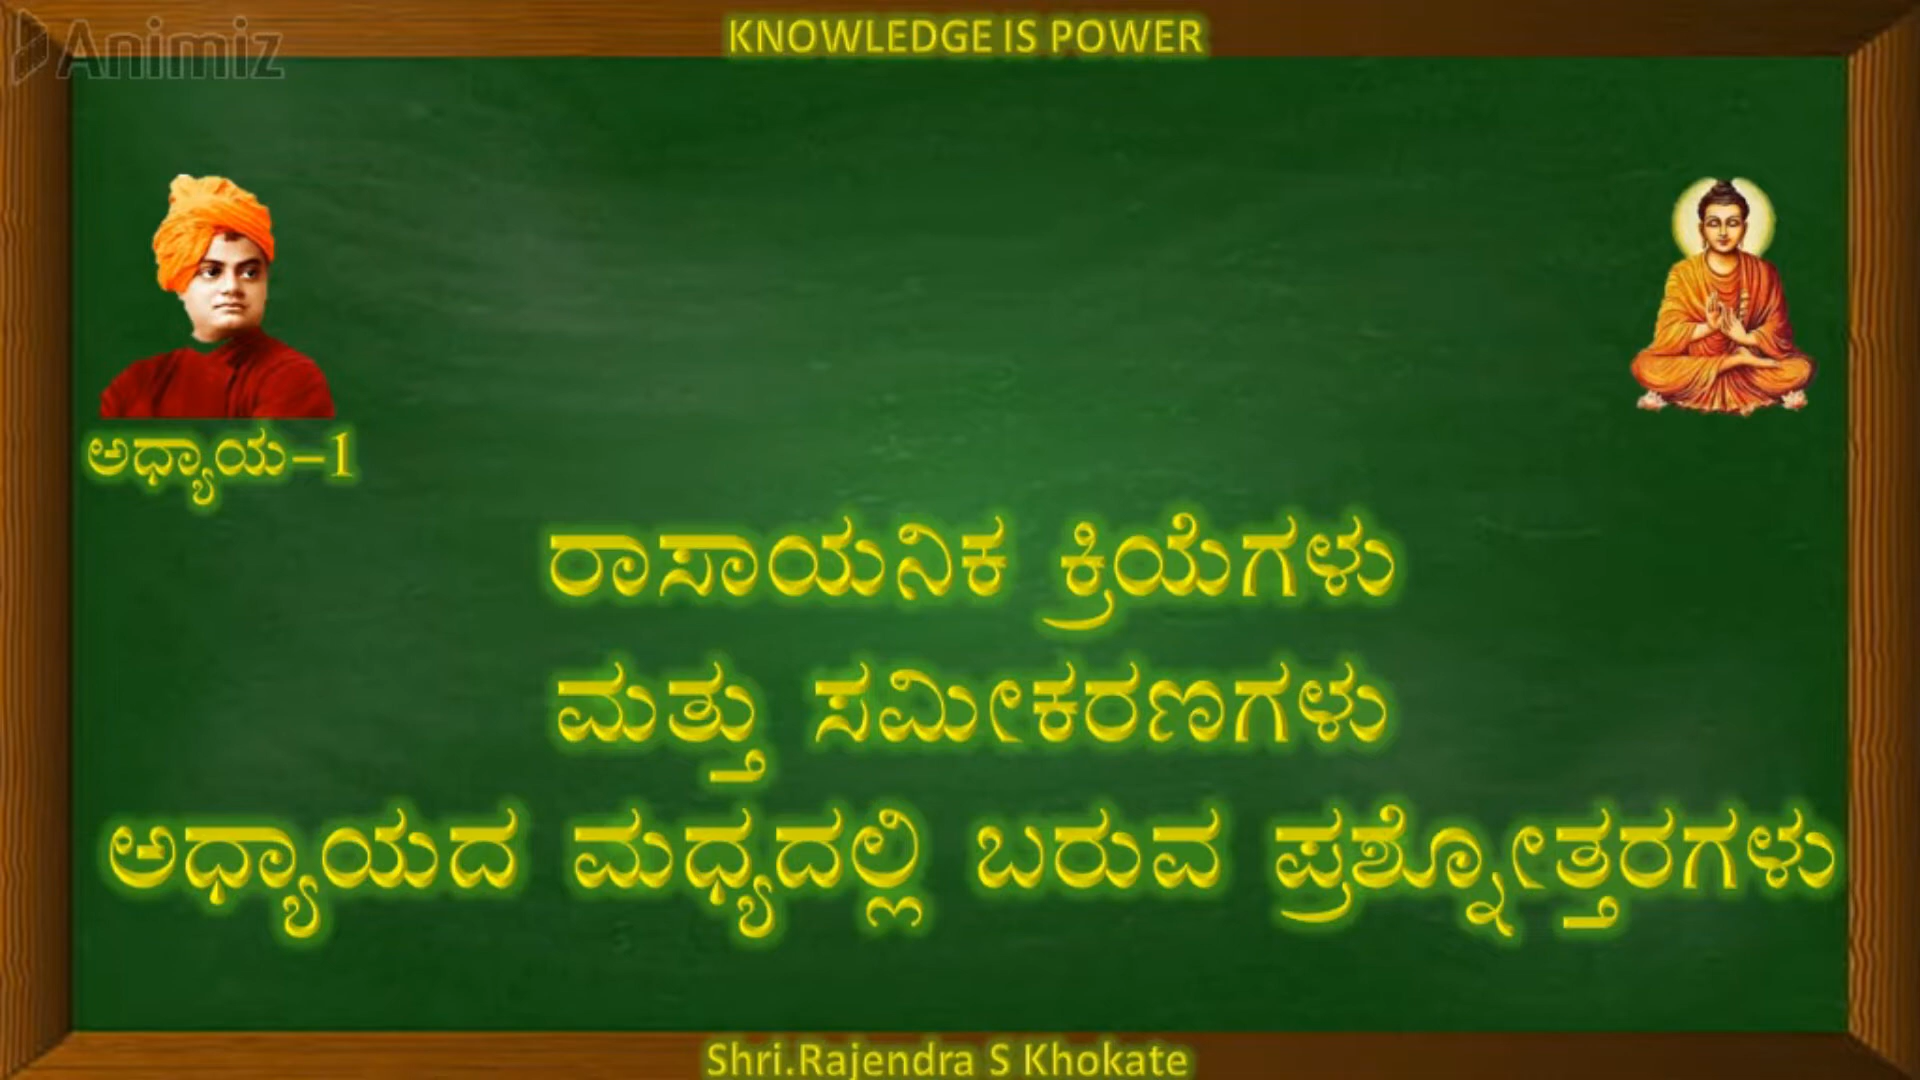 Animiz
KNOWLEDGE IS POWER
ಅಧ್ಯಾಯ–1
ರಾಸಾಯನಿಕ ಕ್ರಿಯೆಗಳು
ಮತ್ತು ಸಮೀಕರಣಗಳು
ಅಧ್ಯಾಯದ ಮಧ್ಯದಲ್ಲಿ ಬರುವ ಪ್ರಶ್ನೋತ್ತರಗಳು
Shri.Rajendra S Khokate